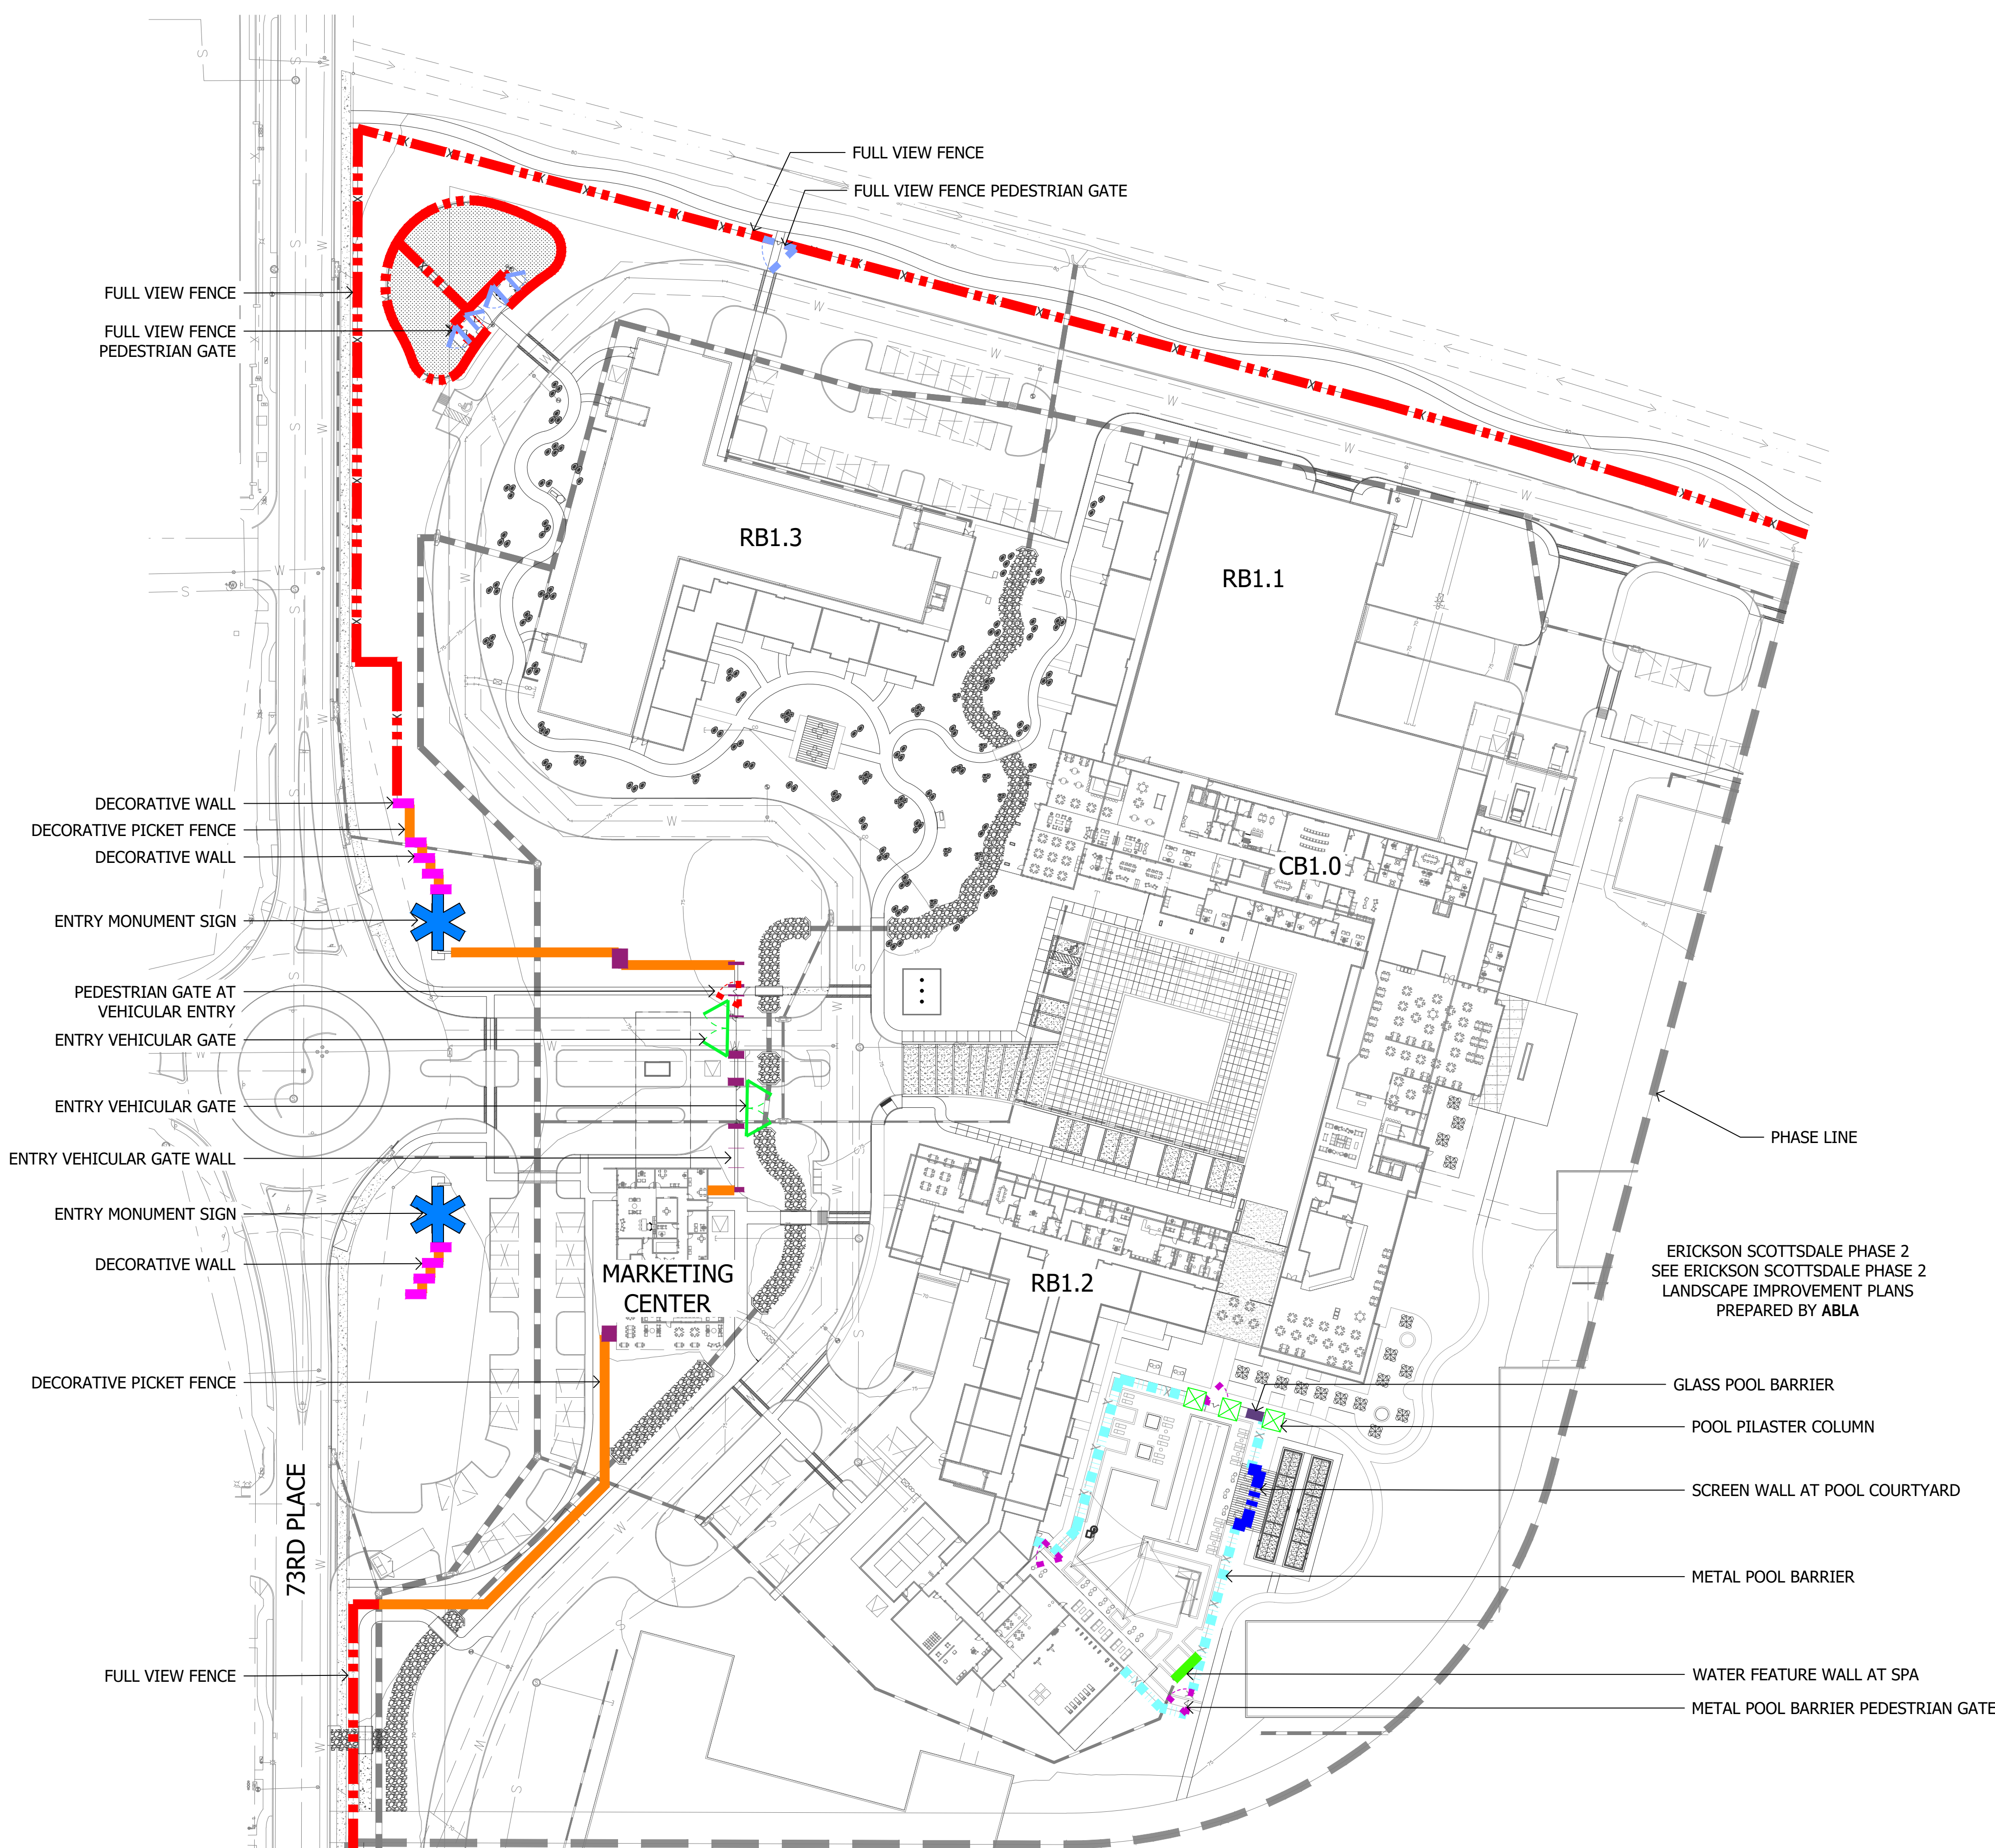 FULL VIEW FENCE
FULL VIEW FENCE PEDESTRIAN GATE
FULL VIEW FENCE
FULL VIEW FENCE
PEDESTRIAN GATE
RB1.3
RB1.1
DECORATIVE WALL
DECORATIVE PICKET FENCE
DECORATIVE WALL
CB1.0
ENTRY MONUMENT SIGN
PEDESTRIAN GATE AT
VEHICULAR ENTRY
ENTRY VEHICULAR GATE
ENTRY VEHICULAR GATE
PHASE LINE
ENTRY VEHICULAR GATE WALL
ENTRY MONUMENT SIGN
DECORATIVE WALL
MARKETING
CENTER
RB1.2
ERICKSON SCOTTSDALE PHASE 2
SEE ERICKSON SCOTTSDALE PHASE 2
LANDSCAPE IMPROVEMENT PLANS
PREPARED BY ABLA
DECORATIVE PICKET FENCE
GLASS POOL BARRIER
POOL PILASTER COLUMN
SCREEN WALL AT POOL COURTYARD
73RD PLACE
METAL POOL BARRIER
FULL VIEW FENCE
WATER FEATURE WALL AT SPA
METAL POOL BARRIER PEDESTRIAN GATE